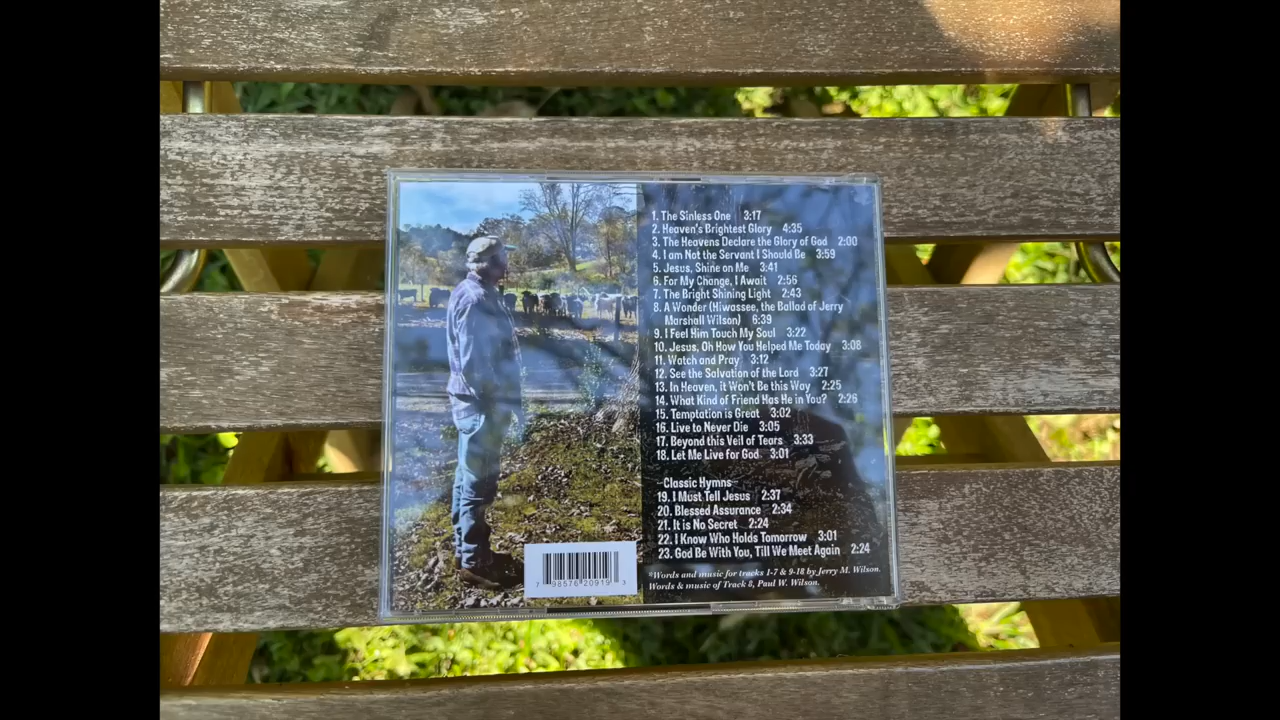 1. The Sinless One 3:17
2. Heaven's Brightest Glory 4:35
3. The Heavens Declare the Glory of God 2:00
4. I am Not the Servant I Should Be 3:59
5. Jesus, Shine on Me 3:41
6. For My Change, I Await 2:56
7. The Bright Shining Light 2:43
8. A Wonder (Hiwassee, the Ballad of Jerry
Marshall Wilson) 6:39
9. I Feel Him Touch My Soul 3:22
10. Jesus, Oh How You Helped Me Today 3:08
11. Watch and Pray 3:12
12. See the Salvation of the Lord 3:27
13. In Heaven, it Won't Be this Way 2:25
14. What Kind of Friend Has He in You? 2:26
15. Temptation is Great 3:02
16. Live to Never Die 3:05
17. Beyond this Veil of Tears 3:33
18. Let Me Live for God 3:01
~Classic Hymns~
19. I Must Tell Jesus 2:37
20. Blessed Assurance 2:34
21. It is No Secret 2:24
22. I Know Who Holds Tomorrow 3:01
23. God Be With You, Till We Meet Again 2:24
*Words and music for tracks 1-7 & 9-18 by Jerry M. Wilson.
Words & music of Track 8, Paul W. Wilson.
7 98576 20919 3